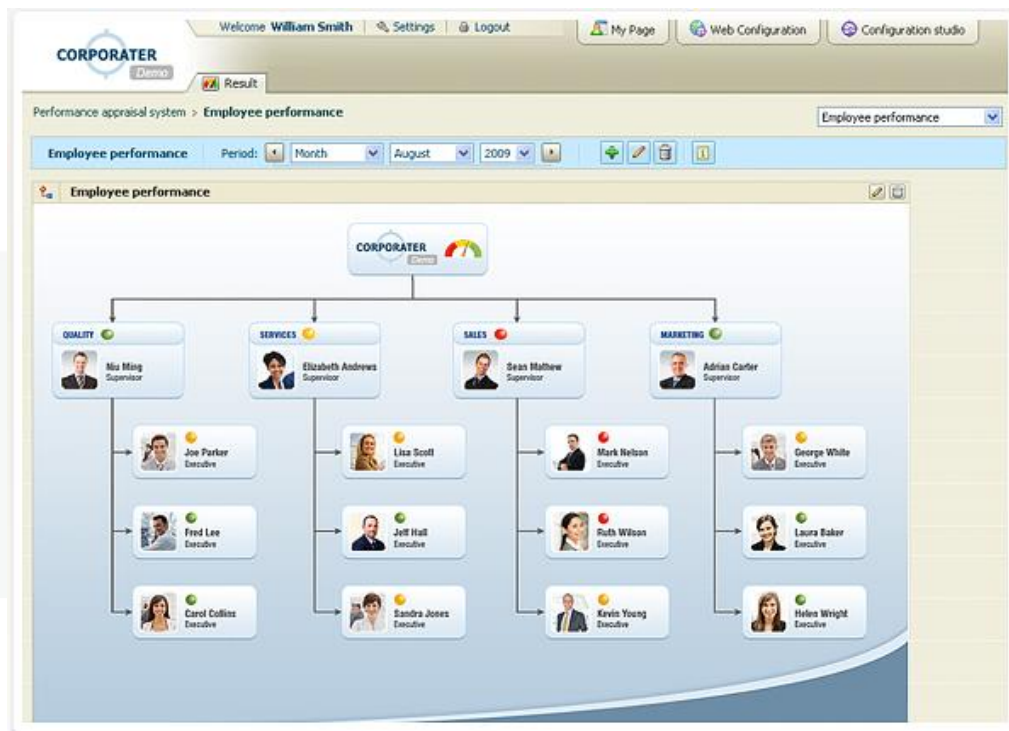 Welcome William Smith Settings Logout My Page Web Configuration Configuration studio
CORPORATER
Demo
Result
Performance appraisal system > Employee performance
Employee performance
Employee performance Period: Month August 2009
Employee performance
CORPORATER
Demo
QUALITY
Niu Ming
Supervisor
SERVICES
Elizabeth Andrews
Supervisor
SALES
Sean Mathew
Supervisor
MARKETING
Adrian Carter
Supervisor
Joe Parker
Executive
Lisa Scott
Executive
Mark Nelson
Executive
George White
Executive
Fred Lee
Executive
Jeff Hall
Executive
Ruth Wilson
Executive
Laura Baker
Executive
Carol Collins
Executive
Sandra Jones
Executive
Kevin Young
Executive
Helen Wright
Executive